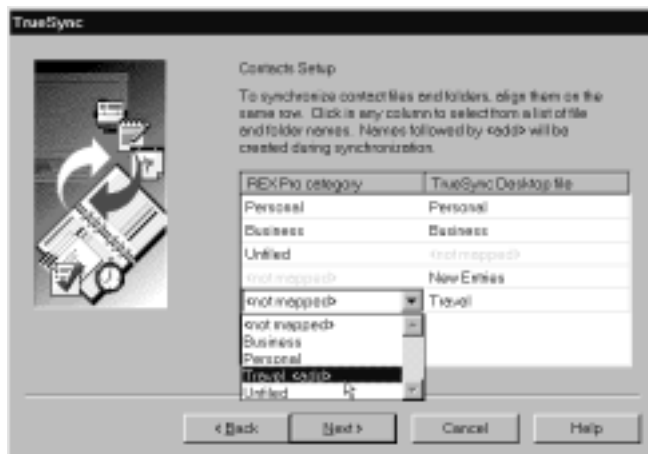 TrueSync
Contacts Setup
To synchronize contact files and folders, align them on the
same row. Click in any column to select from a list of file
and folder names. Names followed by <add> will be
created during synchronization.
REX Pro category TrueSync Desktop file
Personal Personal
Business Business
Unfiled <not mapped>
<not mapped> New Entries
<not mapped> Travel
<not mapped>
Business
Personal
Travel <add>
Unfiled
< Back Next > Cancel Help